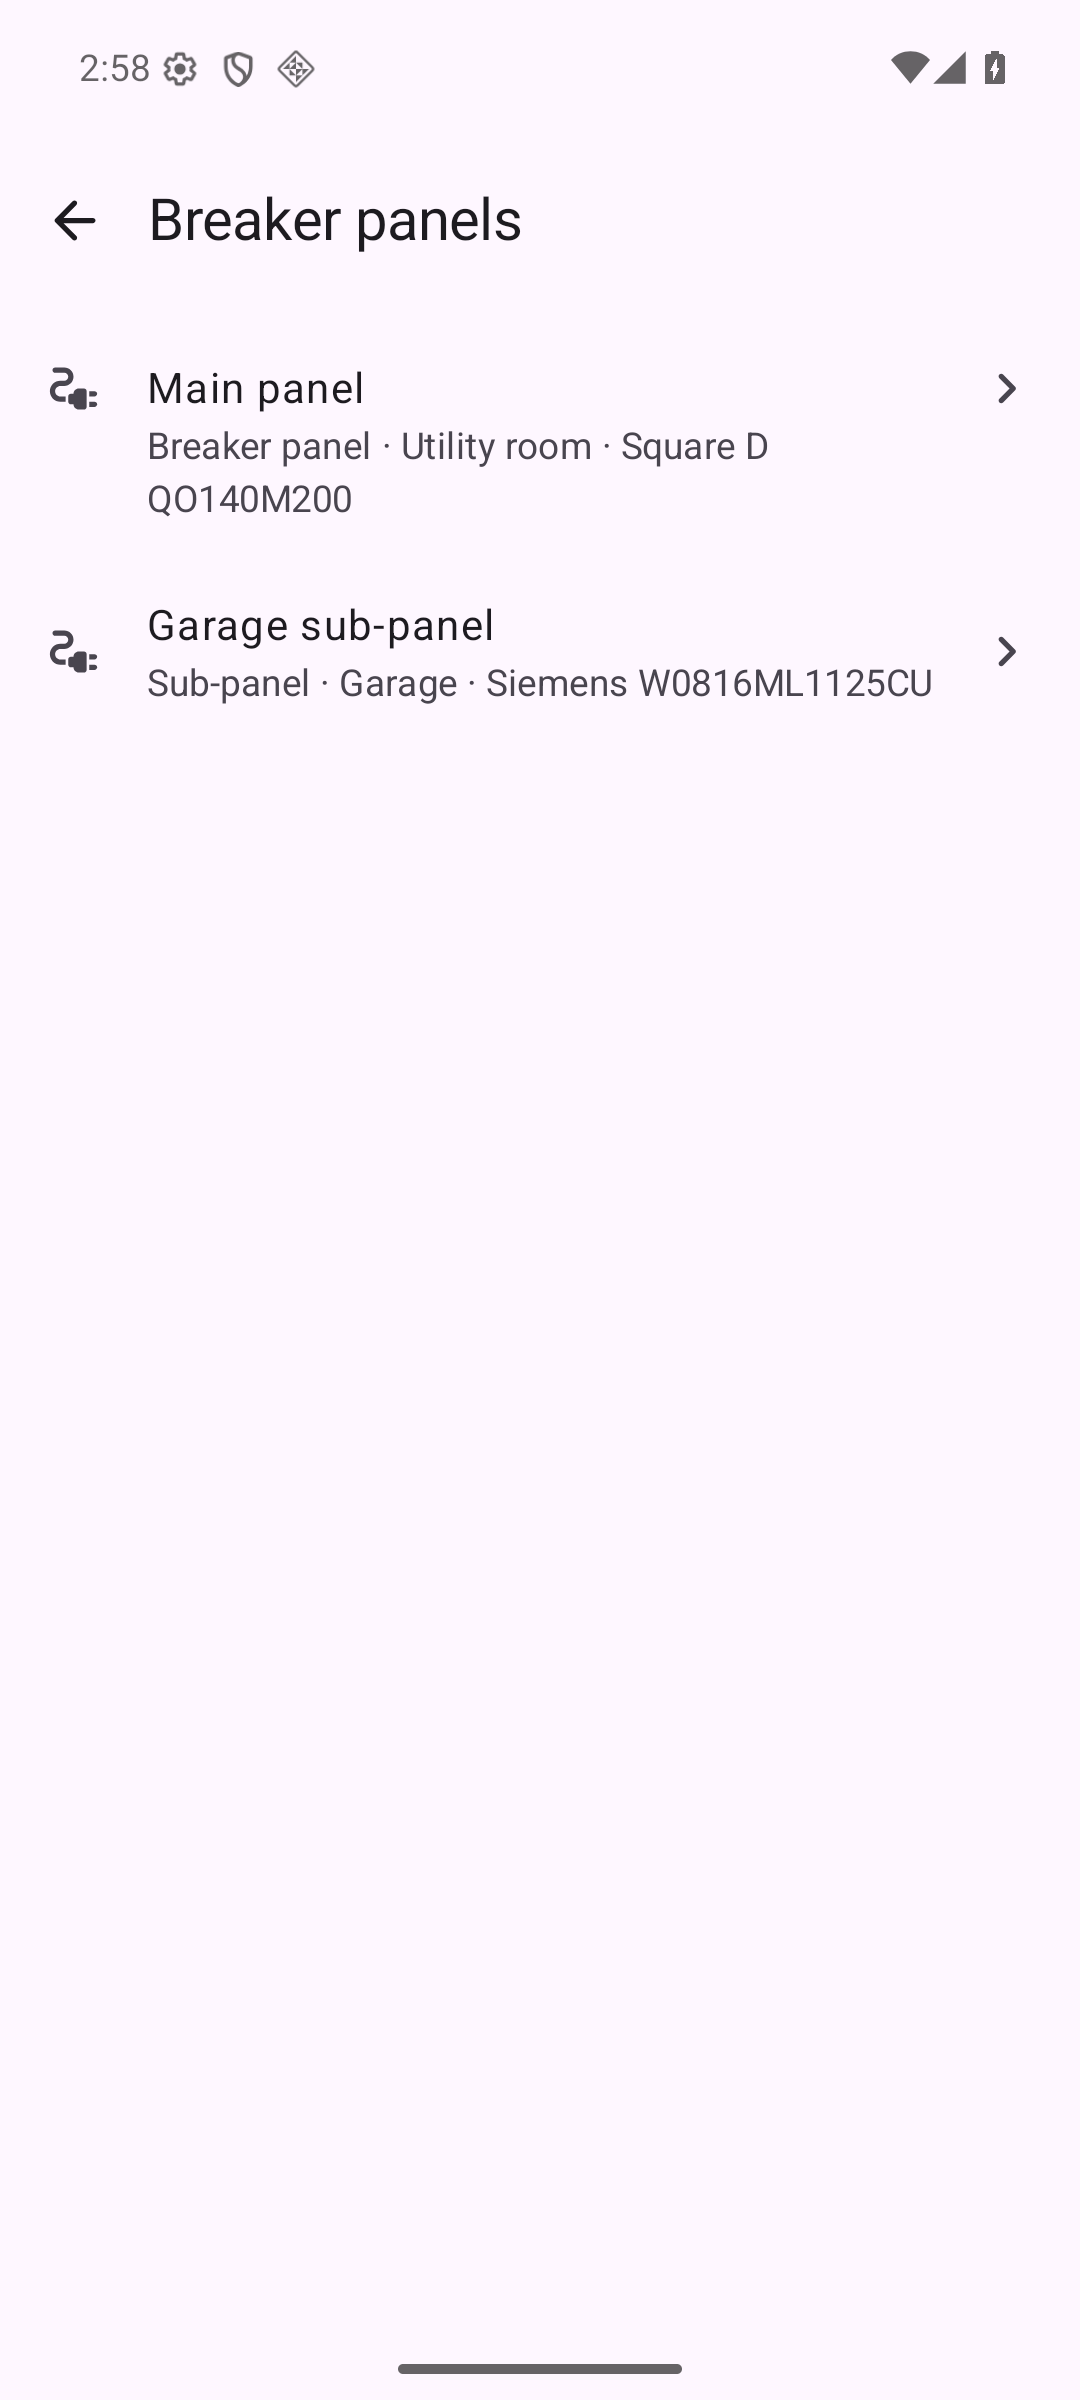 2:58
Breaker panels
Main panel
Breaker panel · Utility room · Square D
QO140M200
Garage sub-panel
Sub-panel · Garage · Siemens W0816ML1125CU